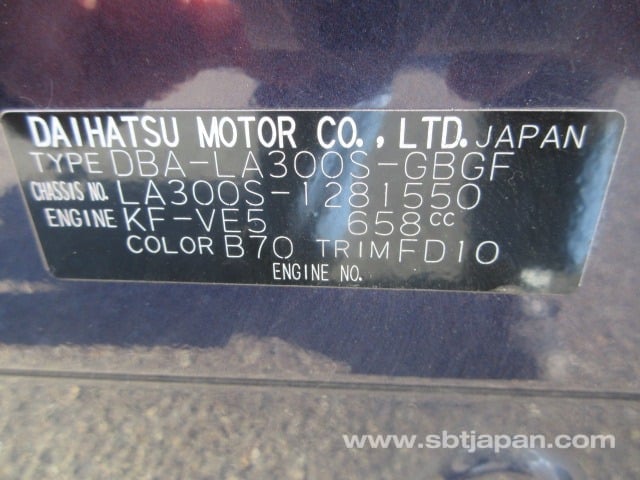 DAIHATSU MOTOR CO., LTD. JAPAN
TYPE DBA-LA300S-GBGF
CHASSIS NO. LA300S-1281550
ENGINE KF-VE5 658cc
COLOR B70 TRIM FD10
ENGINE NO.
www.sbtjapan.com